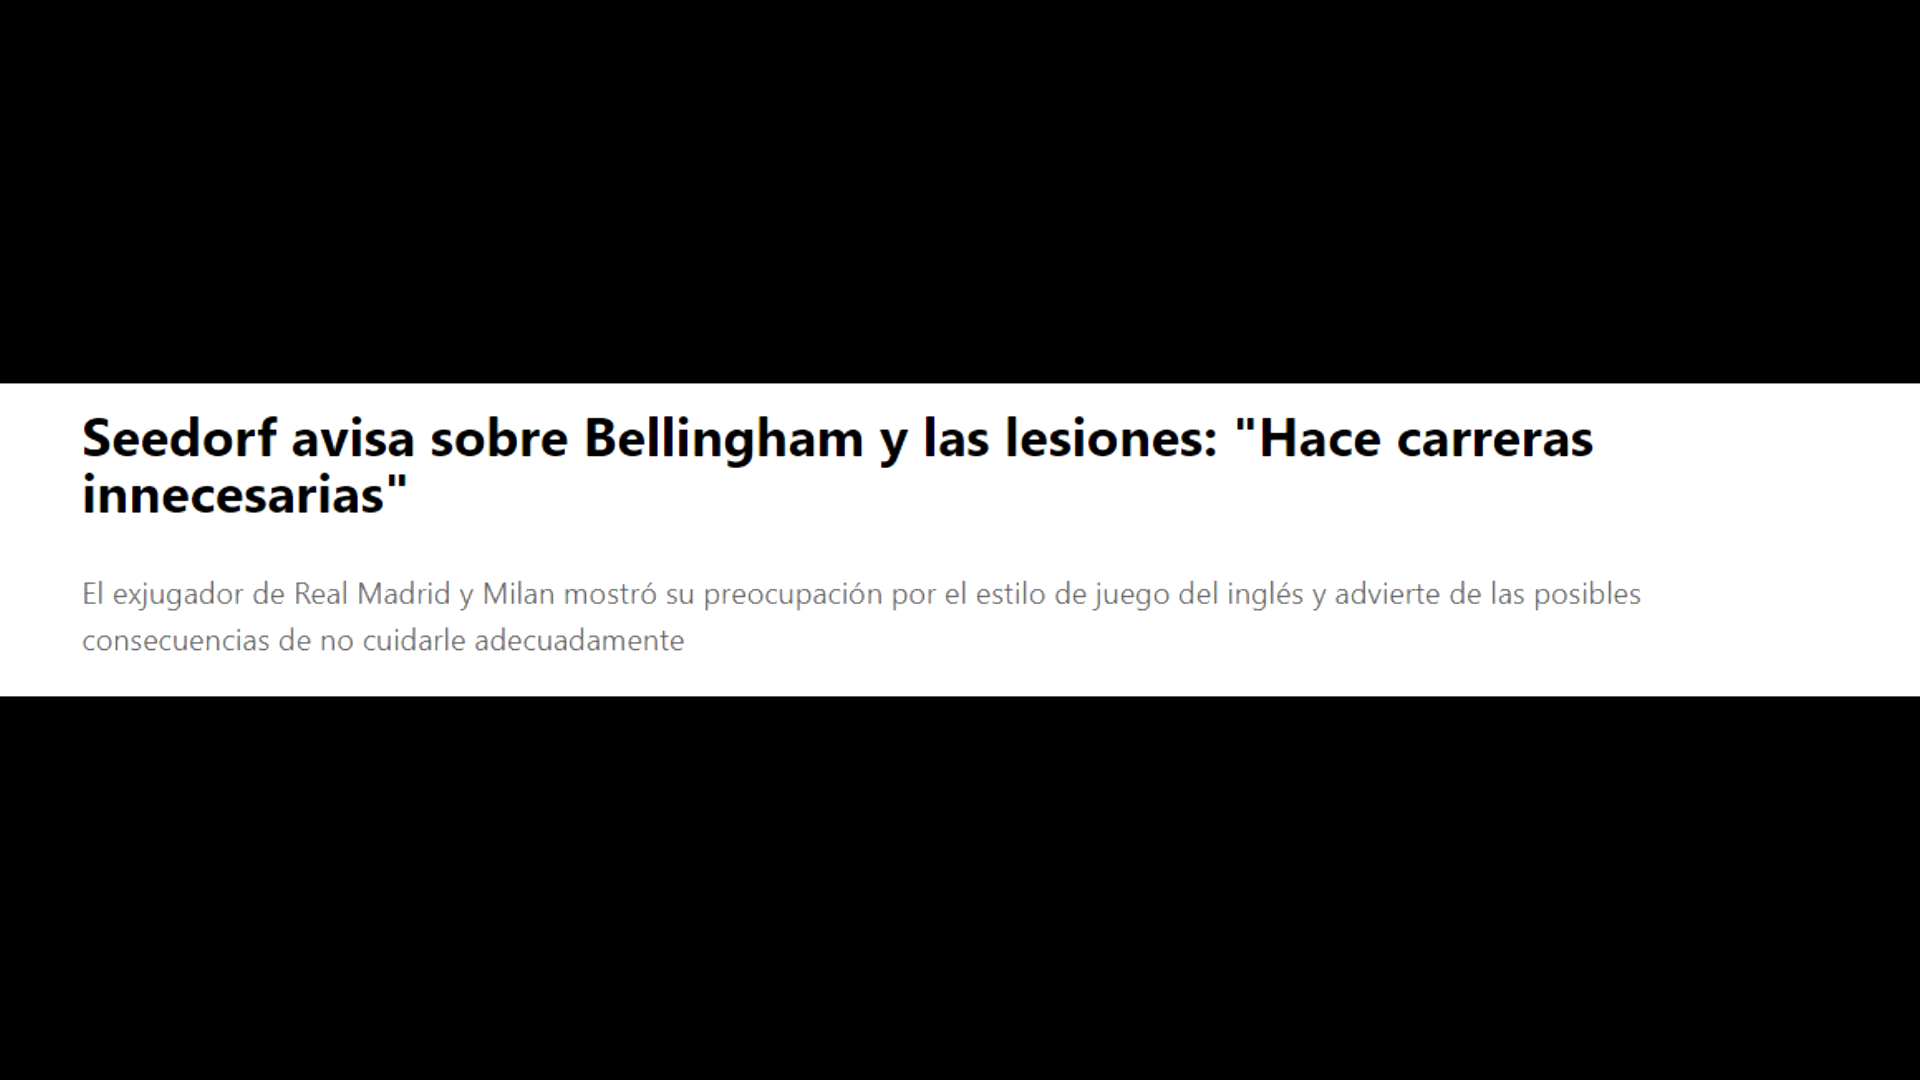 Seedorf avisa sobre Bellingham y las lesiones: "Hace carreras
innecesarias"
El exjugador de Real Madrid y Milan mostró su preocupación por el estilo de juego del inglés y advierte de las posibles
consecuencias de no cuidarle adecuadamente